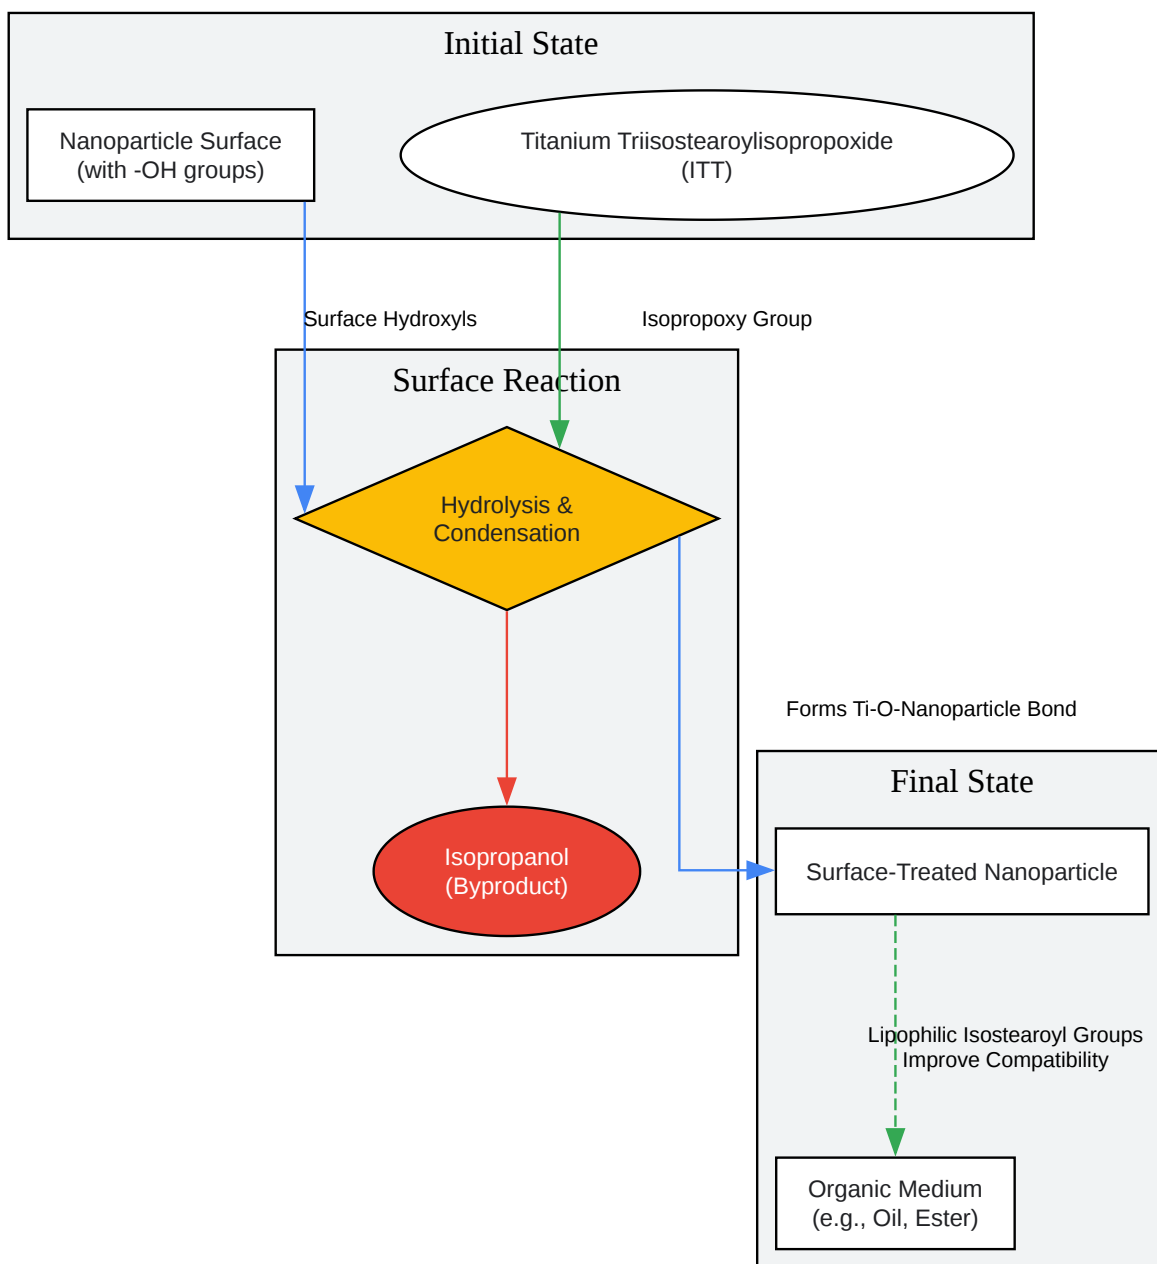 Initial State
Nanoparticle Surface
(with -OH groups)
Titanium Triisostearoylisopropoxide
(ITT)
Surface Hydroxyls
Isopropoxy Group
Surface Reaction
Hydrolysis &
Condensation
Isopropanol
(Byproduct)
Forms Ti-O-Nanoparticle Bond
Final State
Surface-Treated Nanoparticle
Lipophilic Isostearoyl Groups
Improve Compatibility
Organic Medium
(e.g., Oil, Ester)